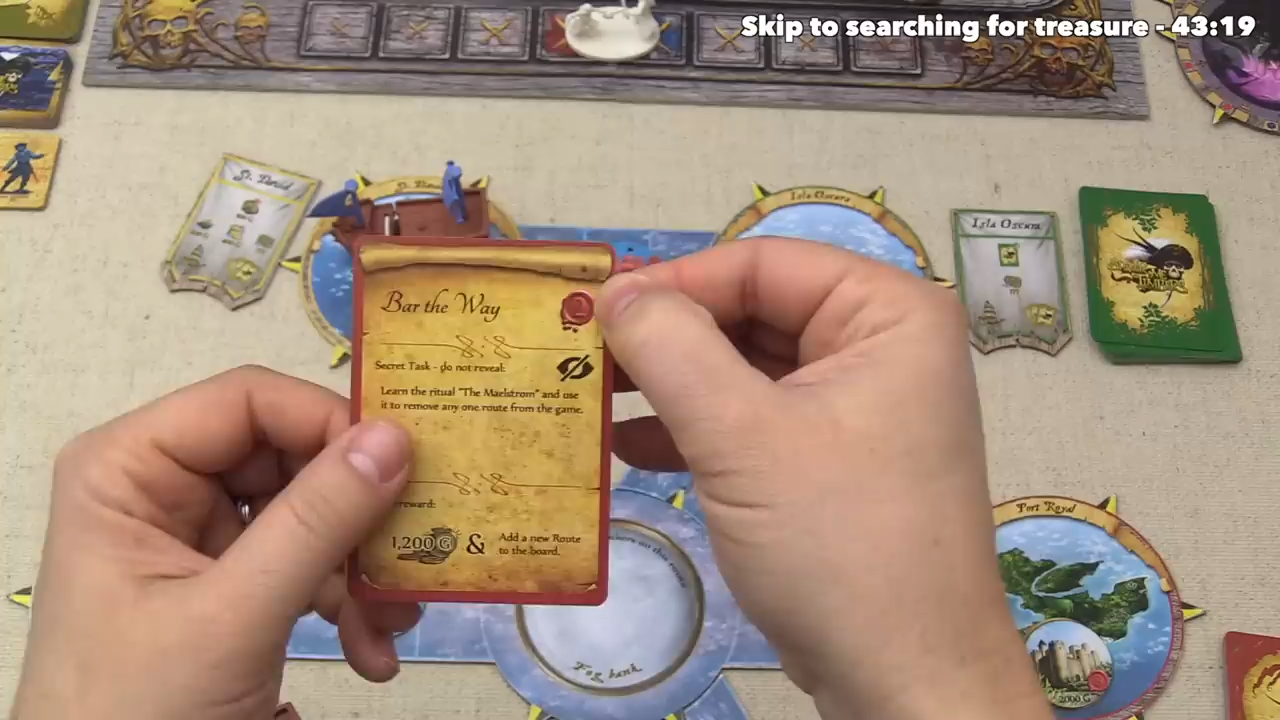 Skip to searching for treasure - 43:19
St. David
Isla Oscura
Isla Oscura
Bar the Way
2
Secret Task - do not reveal:
Learn the ritual "The Maelstrom" and use
it to remove any one route from the game.
reward:
1,200 G & Add a new Route
to the board.
Port Royal
2000 G
Fog bank